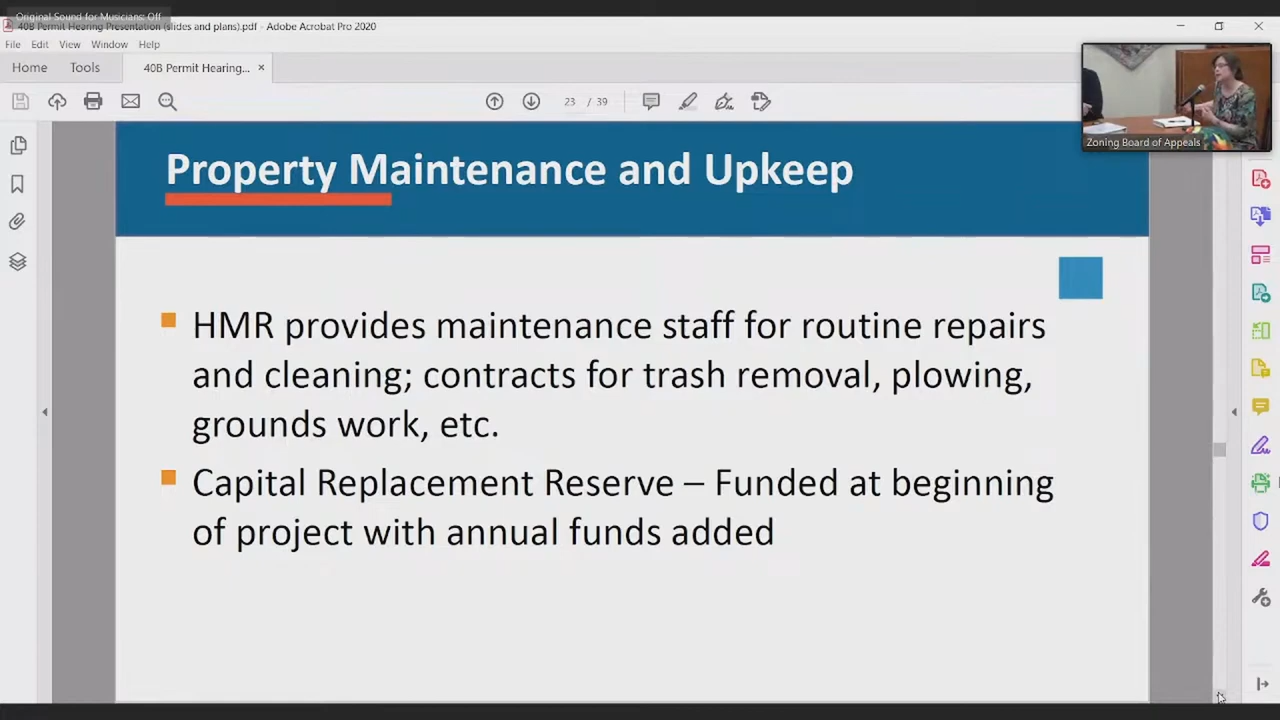 Original Sound for Musicians: Off
40B Permit Hearing Presentation (slides and plans).pdf - Adobe Acrobat Pro 2020
File Edit View Window Help
Home Tools 40B Permit Hearing... ×
23 / 39
Zoning Board of Appeals
Property Maintenance and Upkeep
HMR provides maintenance staff for routine repairs
and cleaning; contracts for trash removal, plowing,
grounds work, etc.
Capital Replacement Reserve – Funded at beginning
of project with annual funds added